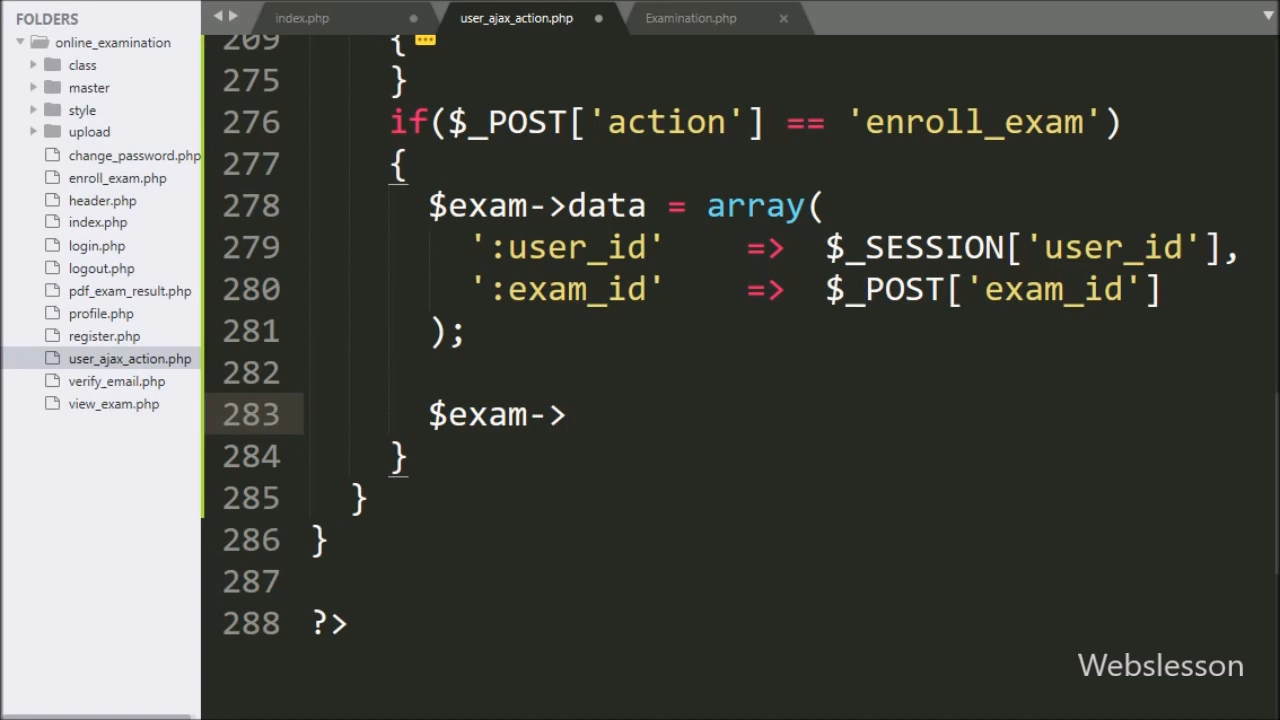 FOLDERS
online_examination
class
master
style
upload
change_password.php
enroll_exam.php
header.php
index.php
login.php
logout.php
pdf_exam_result.php
profile.php
register.php
user_ajax_action.php
verify_email.php
view_exam.php
index.php
user_ajax_action.php
Examination.php
209 {
275 }
276 if($_POST['action'] == 'enroll_exam')
277 {
278 $exam->data = array(
279 ':user_id' => $_SESSION['user_id'],
280 ':exam_id' => $_POST['exam_id']
281 );
282
283 $exam->
284 }
285 }
286 }
287
288 ?>
Webslesson